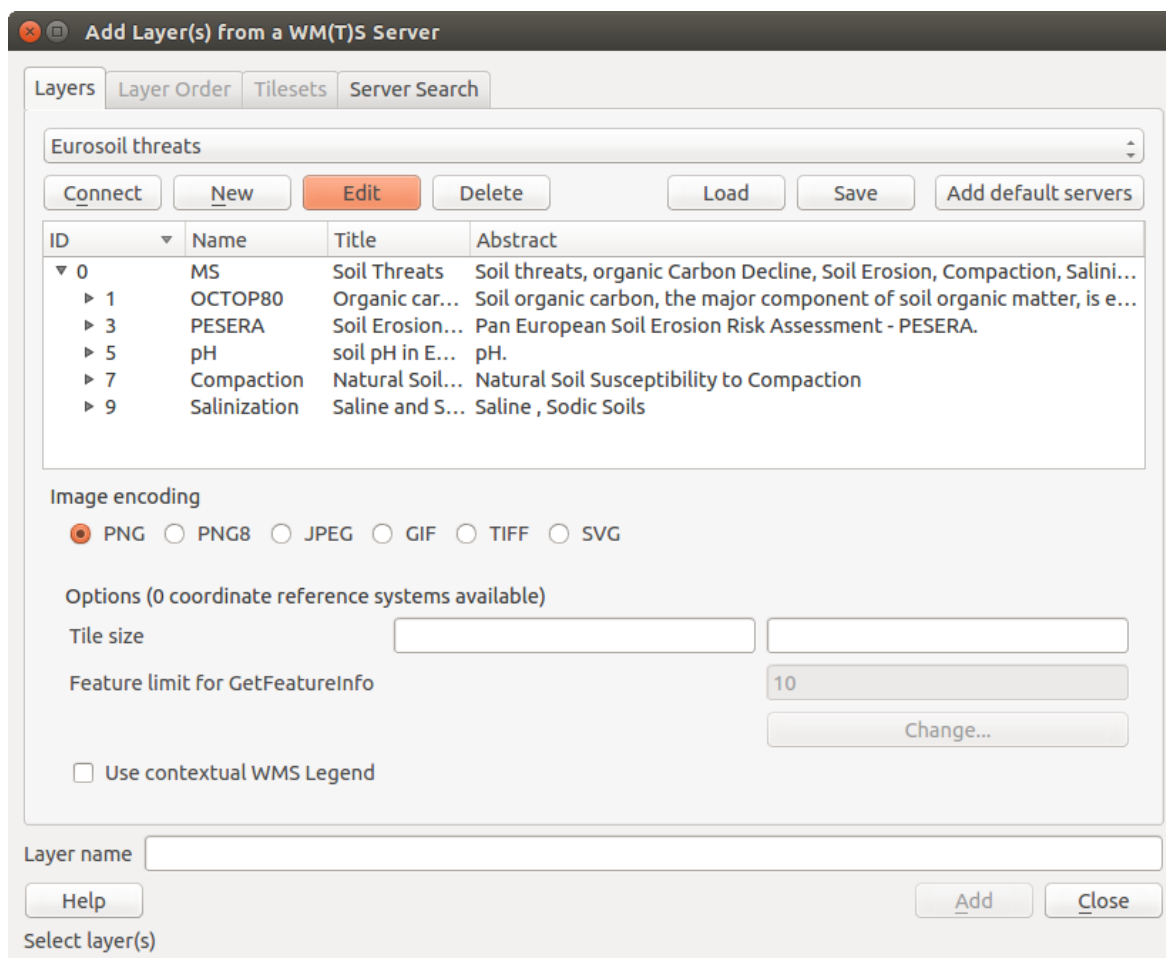 Add Layer(s) from a WM(T)S Server
Layers Layer Order Tilesets Server Search
Eurosoil threats
Connect New Edit Delete Load Save Add default servers
ID Name Title Abstract
0 MS Soil Threats Soil threats, organic Carbon Decline, Soil Erosion, Compaction, Salini...
1 OCTOP80 Organic car... Soil organic carbon, the major component of soil organic matter, is e...
3 PESERA Soil Erosion... Pan European Soil Erosion Risk Assessment - PESERA.
5 pH soil pH in E... pH.
7 Compaction Natural Soil... Natural Soil Susceptibility to Compaction
9 Salinization Saline and S... Saline , Sodic Soils
Image encoding
PNG PNG8 JPEG GIF TIFF SVG
Options (0 coordinate reference systems available)
Tile size
Feature limit for GetFeatureInfo 10
Change...
Use contextual WMS Legend
Layer name
Help Add Close
Select layer(s)